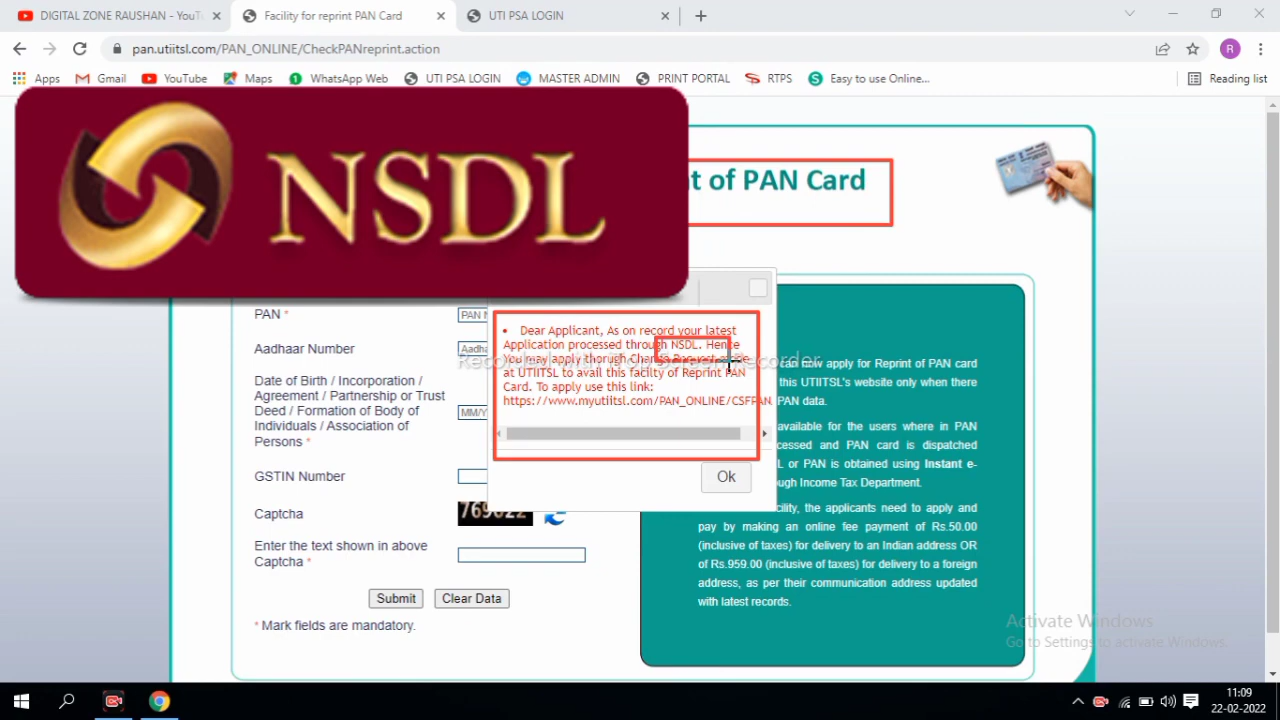 DIGITAL ZONE RAUSHAN - YouT
Facility for reprint PAN Card
UTI PSA LOGIN
pan.utiitsl.com/PAN_ONLINE/CheckPANreprint.action
R
Apps
Gmail
YouTube
Maps
WhatsApp Web
UTI PSA LOGIN
MASTER ADMIN
PRINT PORTAL
RTPS
Easy to use Online...
Reading list
NSDL
of PAN Card
PAN *
PAN
Aadhaar Number
Aadha
Date of Birth / Incorporation /
Agreement / Partnership or Trust
Deed / Formation of Body of
Individuals / Association of
Persons *
MM/Y
GSTIN Number
Captcha
Enter the text shown in above
Captcha *
Submit
Clear Data
* Mark fields are mandatory.
• Dear Applicant, As on record your latest
Application processed through NSDL. Hence
You may apply thorugh
at UTIITSL to avail this facilty of Reprint PAN
Card. To apply use this link:
https://www.myutiitsl.com/PAN_ONLINE/CSFPAN
Ok
can now apply for Reprint of PAN card
this UTIITSL's website only when there
PAN data.
available for the users where in PAN
cessed and PAN card is dispatched
L or PAN is obtained using Instant e-
ough Income Tax Department.
cility, the applicants need to apply and
pay by making an online fee payment of Rs.50.00
(inclusive of taxes) for delivery to an Indian address OR
of Rs.959.00 (inclusive of taxes) for delivery to a foreign
address, as per their communication address updated
with latest records.
Activate Windows
Go to Settings to activate Windows.
11:09
22-02-2022